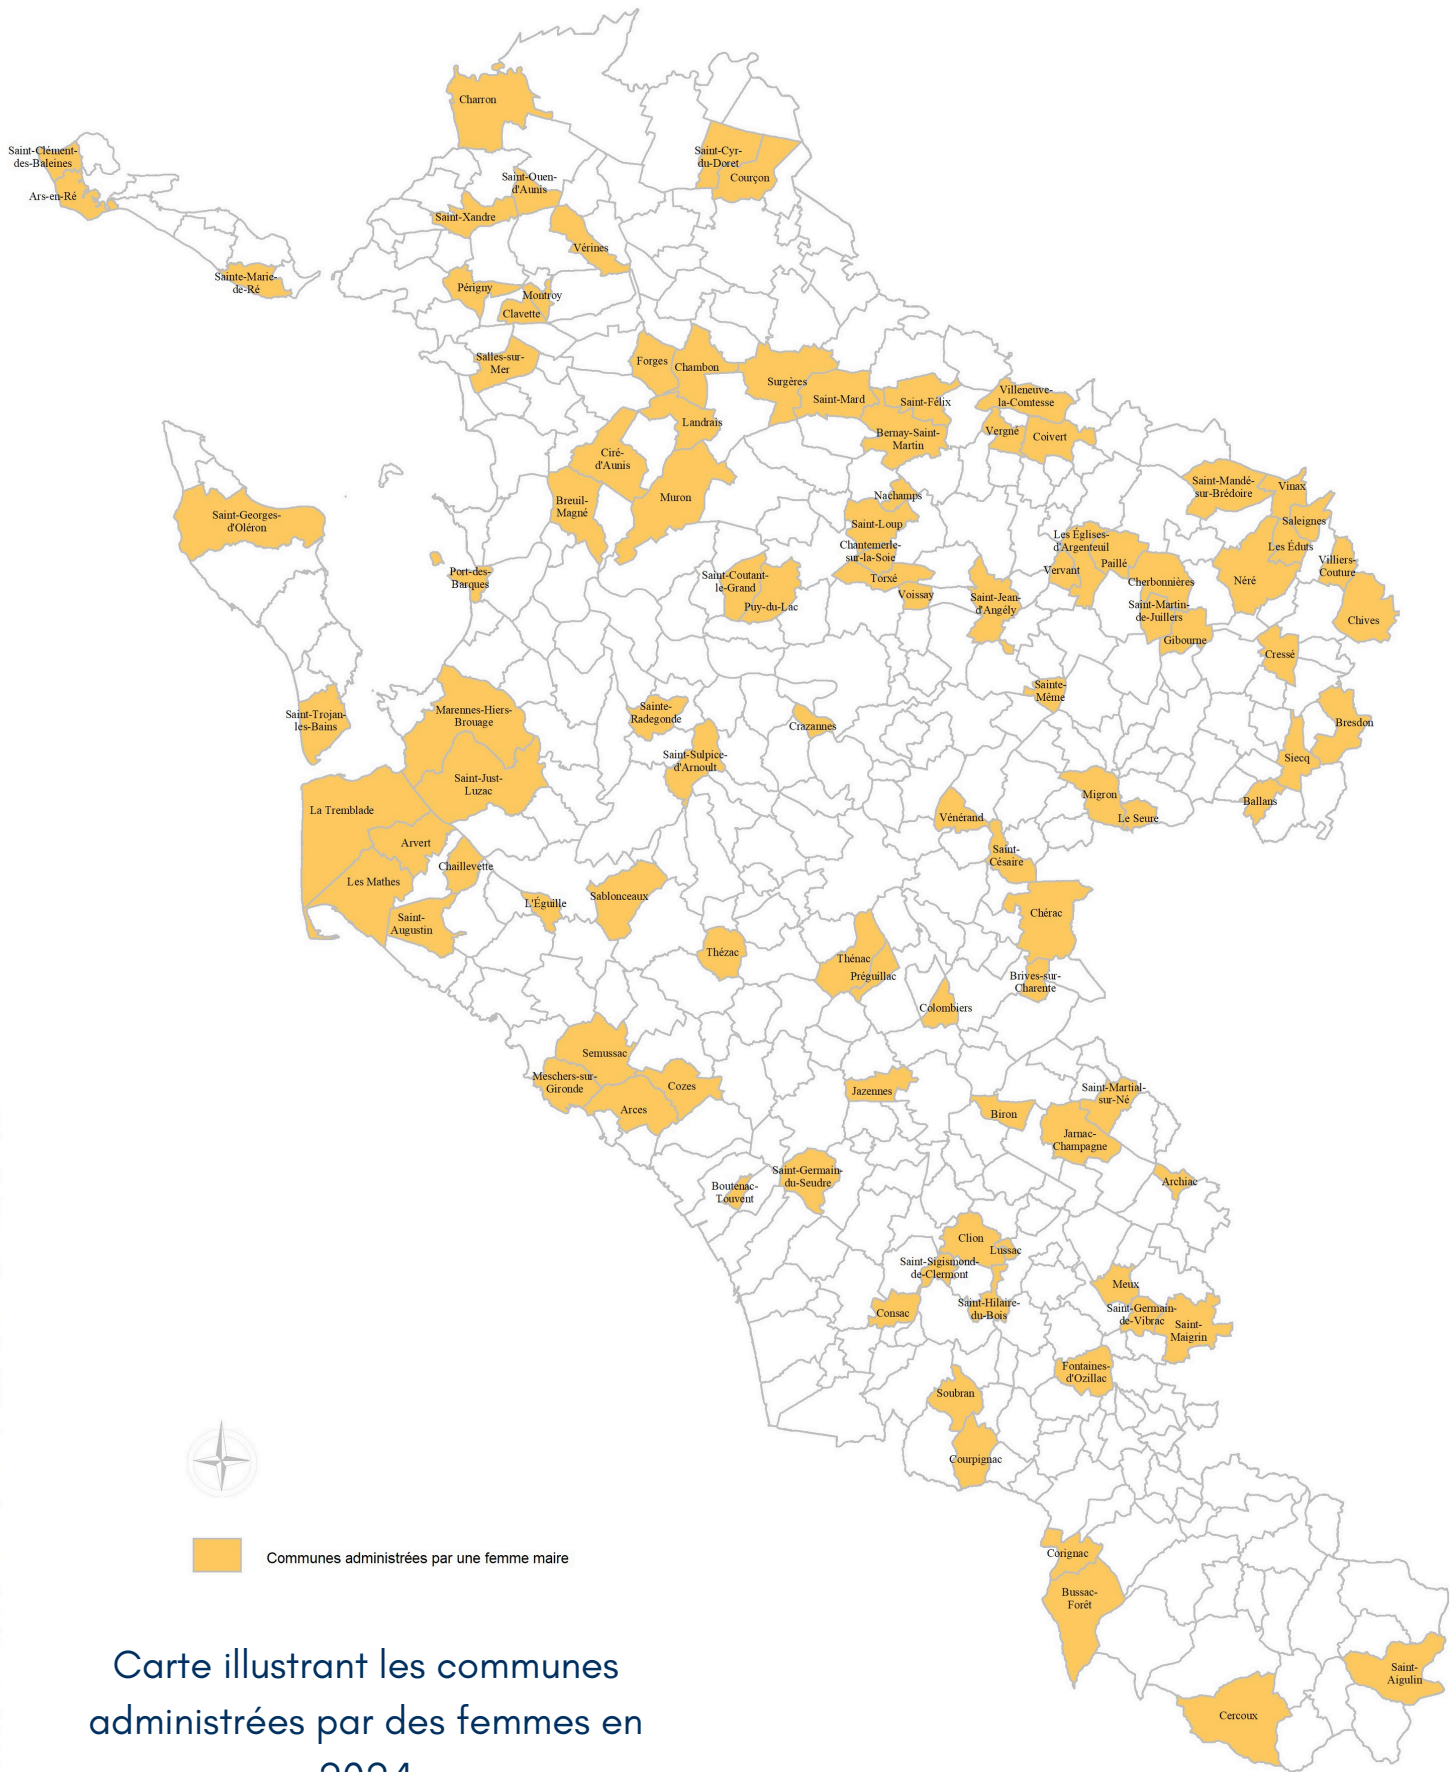 Charron
Saint-Clément-
des-Baleines
Ars-en-Ré
Sainte-Marie-
de-Ré
Saint-Cyr-
du-Doret
Courçon
Saint-Ouen-
d'Aunis
Saint-Xandre
Vérines
Périgny
Montroy
Clavette
Salles-sur-
Mer
Forges
Chambon
Surgères
Saint-Mard
Saint-Félix
Villeneuve-
la-Comtesse
Landrais
Bernay-Saint-
Martin
Vergné
Coivert
Ciré-
d'Aunis
Breuil-
Magné
Muron
Nachamps
Saint-Loup
Saint-Mandé-
sur-Brédoire
Vinax
Saleignes
Les Éduts
Villiers-
Couture
Saint-Georges-
d'Oléron
Chantemerle-
sur-la-Soie
Torxé
Voissay
Les Églises-
d'Argenteuil
Paillé
Vervant
Cherbonnières
Néré
Port-des-
Barques
Saint-Coutant-
le-Grand
Puy-du-Lac
Saint-Jean-
d'Angély
Saint-Martin-
de-Juillers
Gibourne
Chives
Cressé
Sainte-
Même
Saint-Trojan-
les-Bains
Marennes-Hiers-
Brouage
Sainte-
Radegonde
Crazannes
Bresdon
Saint-Sulpice-
d'Arnoult
Siecq
Saint-Just-
Luzac
Migron
Le Seure
Ballans
La Tremblade
Vénérand
Arvert
Saint-
Césaire
Chaillevette
Les Mathes
L'Éguille
Sablonceaux
Saint-
Augustin
Chérac
Thézac
Thénac
Préguillac
Brives-sur-
Charente
Colombiers
Semussac
Meschers-sur-
Gironde
Cozes
Arces
Jazennes
Saint-Martial-
sur-Né
Biron
Jarnac-
Champagne
Saint-Germain-
du-Seudre
Boutenac-
Touvent
Archiac
Clion
Lussac
Saint-Sigismond-
de-Clermont
Meux
Consac
Saint-Hilaire-
du-Bois
Saint-Germain-
de-Vibrac
Saint-
Maigrin
Fontaines-
d'Ozillac
Soubran
Courpignac
Corignac
Bussac-
Forêt
Saint-
Aigulin
Cercoux
Communes administrées par une femme maire
Carte illustrant les communes
administrées par des femmes en
2024